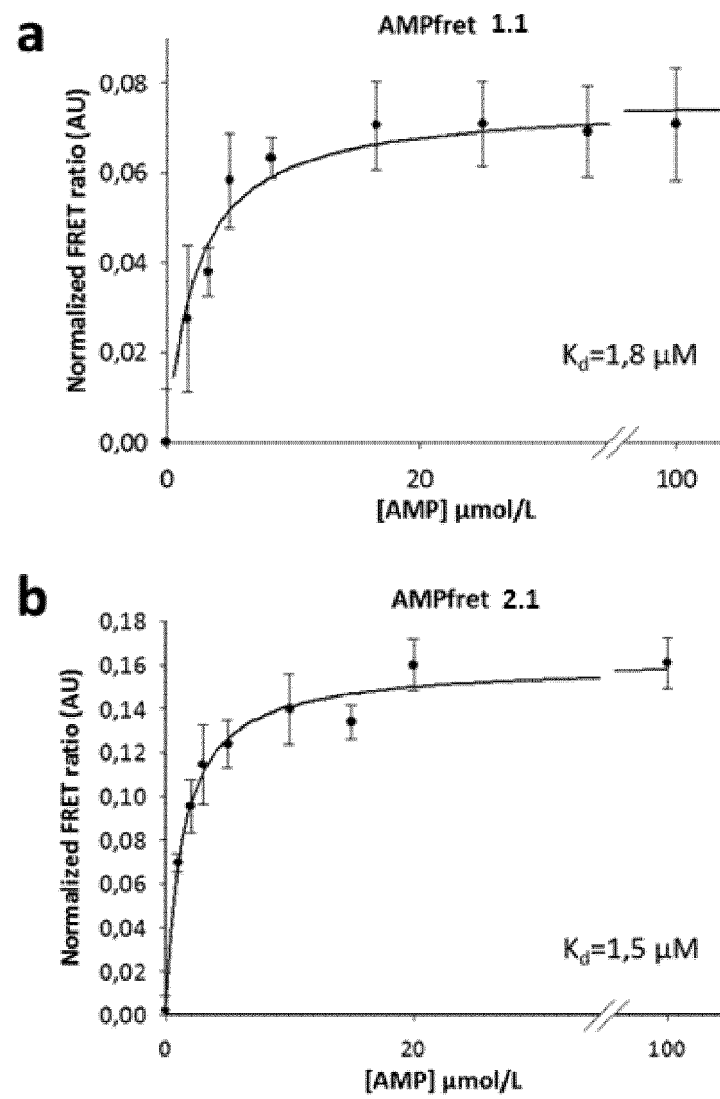 a
AMPfret 1.1
Normalized FRET ratio (AU)
0,08
0,06
0,04
0,02
0,00
K_d=1,8 µM
0 20 100
[AMP] µmol/L
b
AMPfret 2.1
Normalized FRET ratio (AU)
0,18
0,16
0,14
0,12
0,10
0,08
0,06
0,04
0,02
0,00
K_d=1,5 µM
0 20 100
[AMP] µmol/L